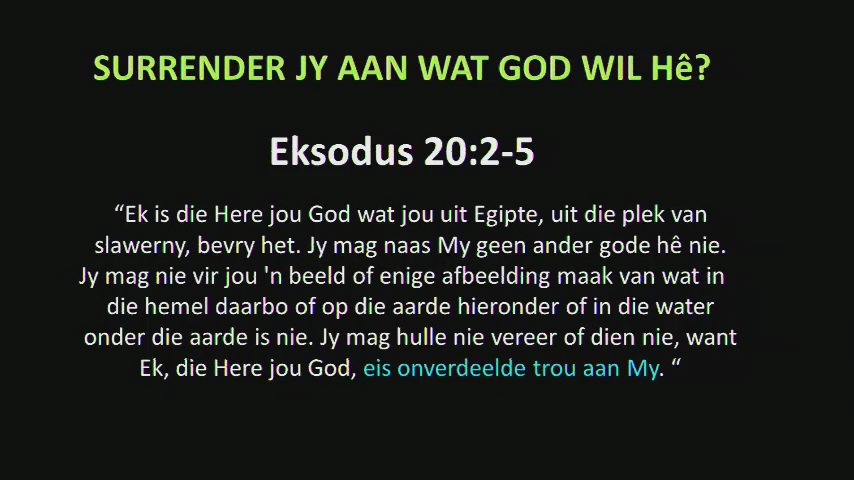 SURRENDER JY AAN WAT GOD WIL Hê?
Eksodus 20:2-5
“Ek is die Here jou God wat jou uit Egipte, uit die plek van
slawerny, bevry het. Jy mag naas My geen ander gode hê nie.
Jy mag nie vir jou 'n beeld of enige afbeelding maak van wat in
die hemel daarbo of op die aarde hieronder of in die water
onder die aarde is nie. Jy mag hulle nie vereer of dien nie, want
Ek, die Here jou God, eis onverdeelde trou aan My. “